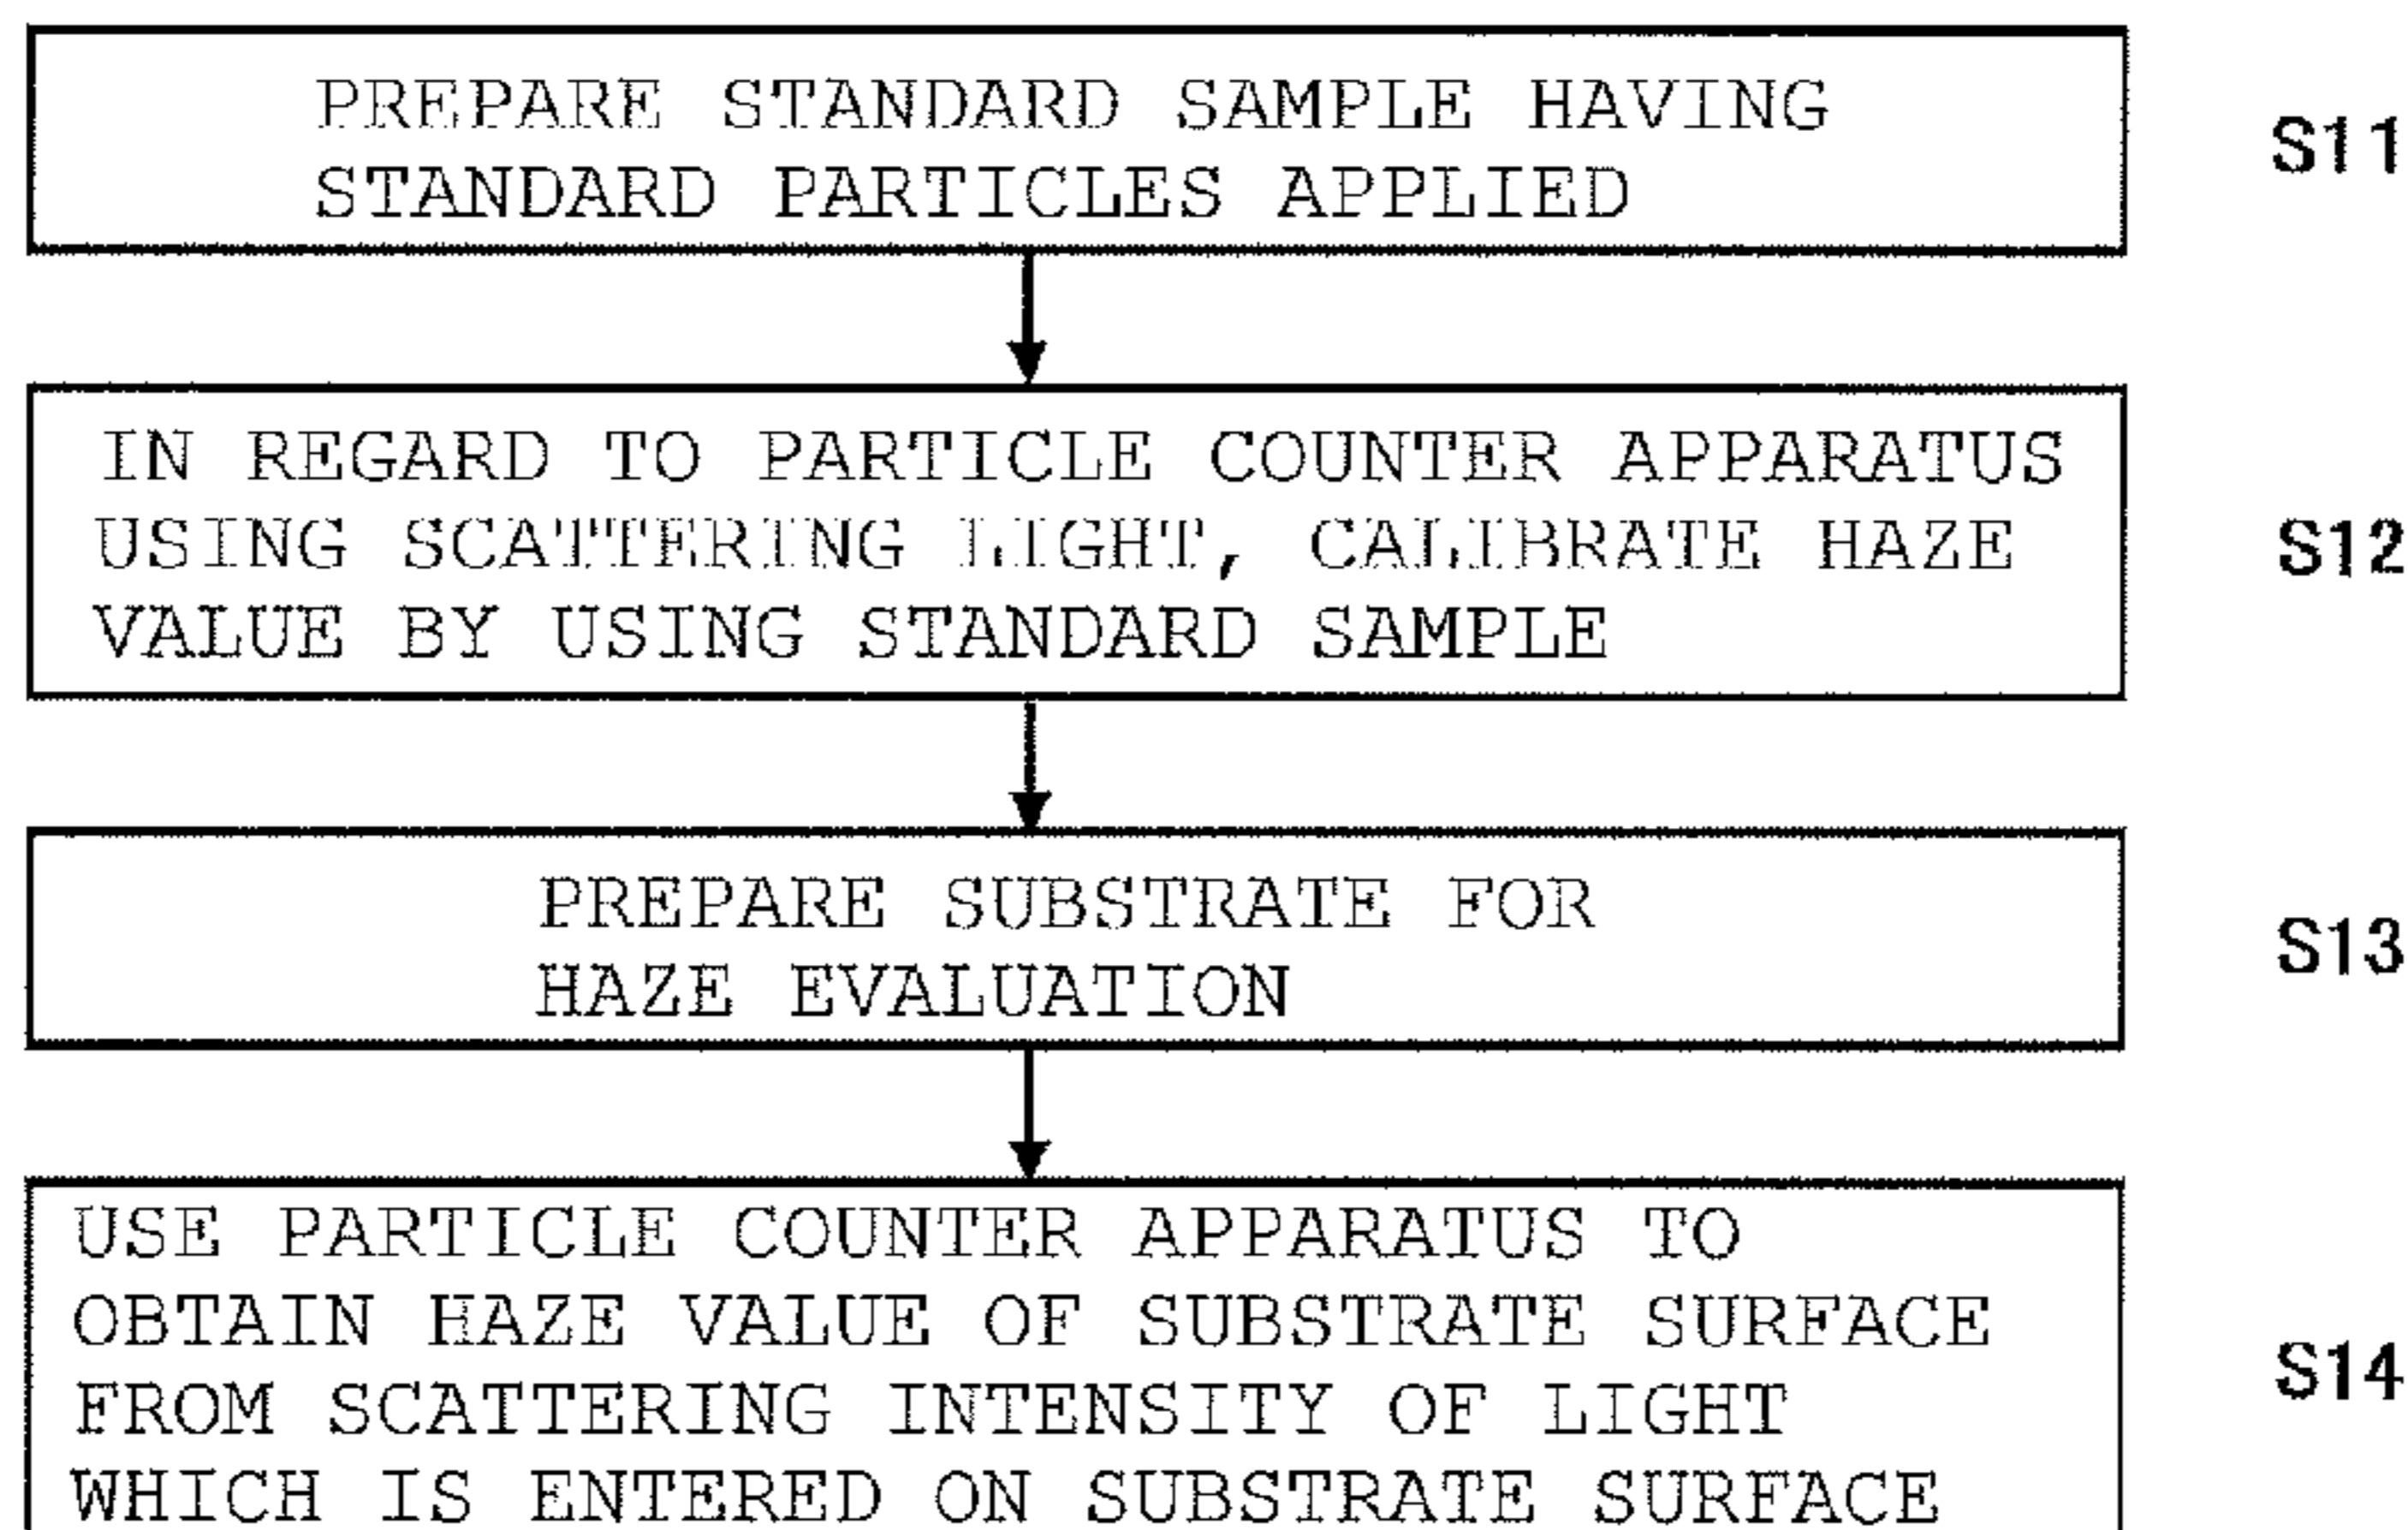 PREPARE STANDARD SAMPLE HAVING
STANDARD PARTICLES APPLIED
S11
IN REGARD TO PARTICLE COUNTER APPARATUS
USING SCATTERING LIGHT, CALIBRATE HAZE
VALUE BY USING STANDARD SAMPLE
S12
PREPARE SUBSTRATE FOR
HAZE EVALUATION
S13
USE PARTICLE COUNTER APPARATUS TO
OBTAIN HAZE VALUE OF SUBSTRATE SURFACE
FROM SCATTERING INTENSITY OF LIGHT
WHICH IS ENTERED ON SUBSTRATE SURFACE
S14